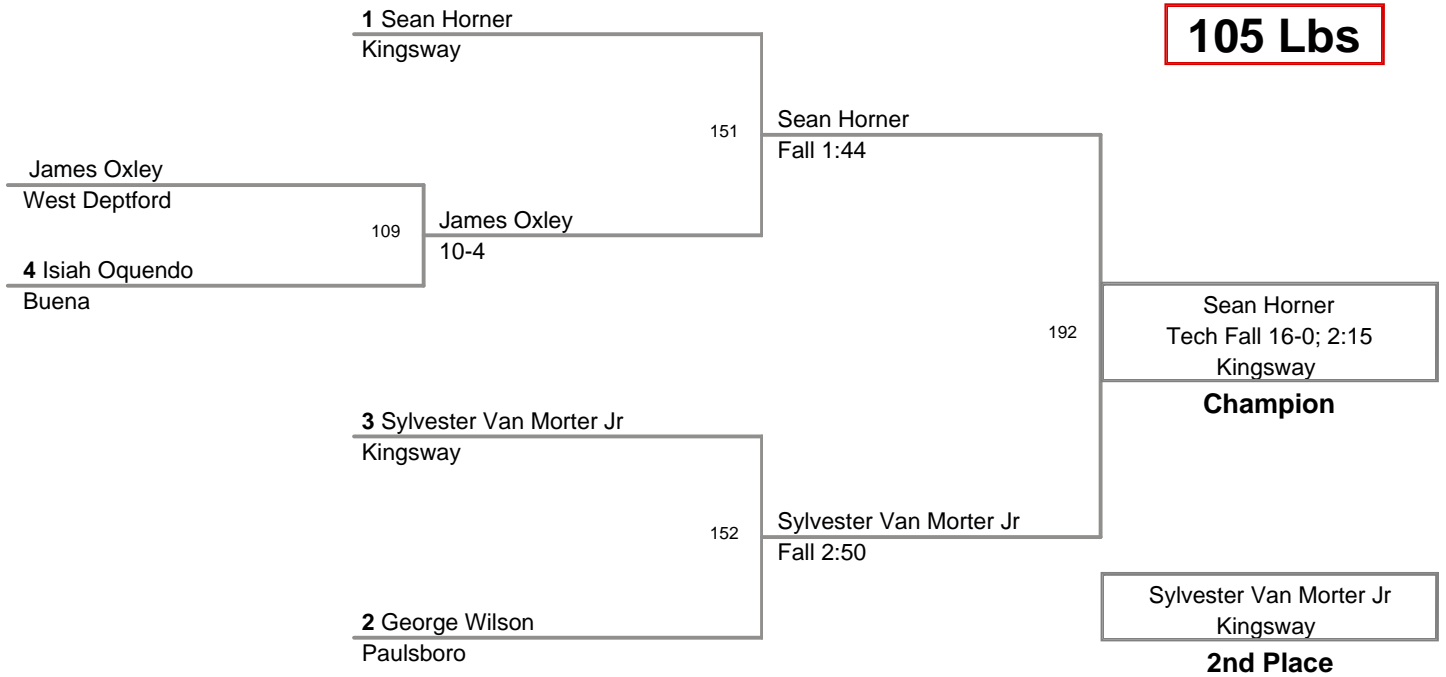 1 Sean Horner
Kingsway
105 Lbs
151
Sean Horner
Fall 1:44
James Oxley
West Deptford
109
James Oxley
10-4
4 Isiah Oquendo
Buena
192
Sean Horner
Tech Fall 16-0; 2:15
Kingsway
Champion
3 Sylvester Van Morter Jr
Kingsway
152
Sylvester Van Morter Jr
Fall 2:50
2 George Wilson
Paulsboro
Sylvester Van Morter Jr
Kingsway
2nd Place